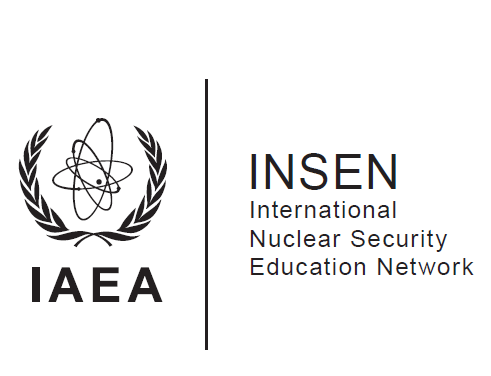 IAEA
INSEN
International
Nuclear Security
Education Network